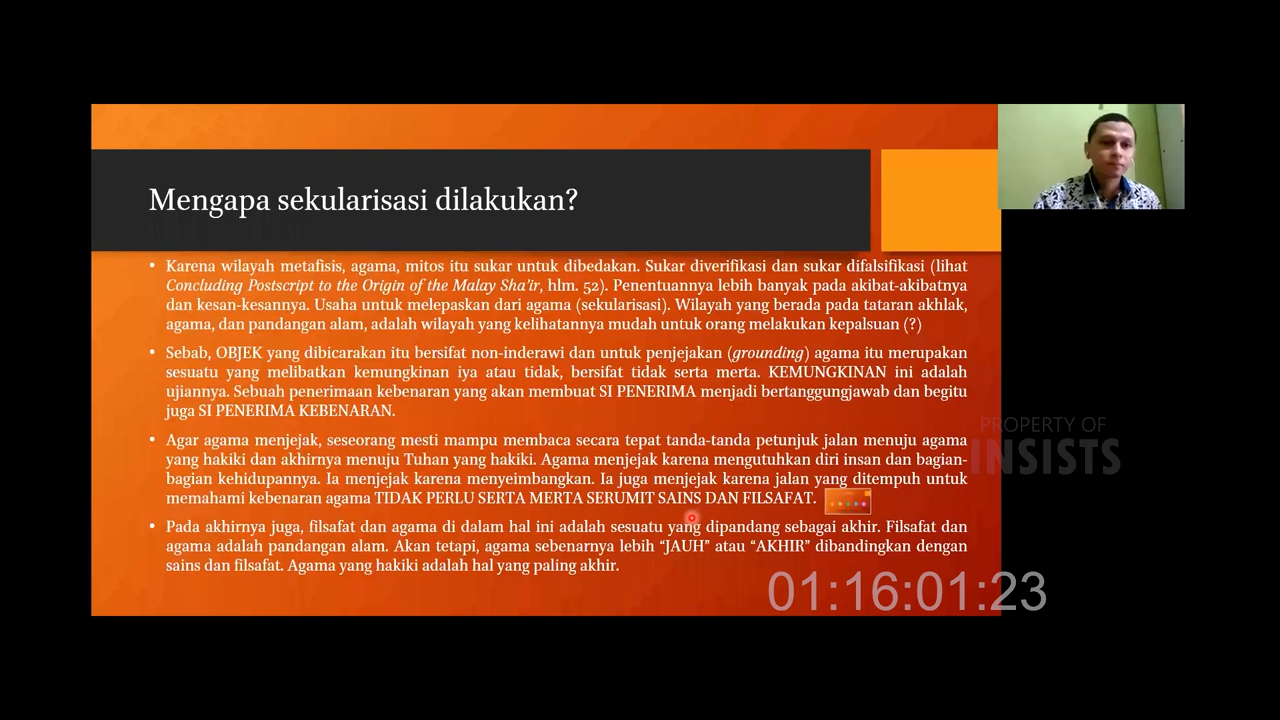 Mengapa sekularisasi dilakukan?
• Karena wilayah metafisis, agama, mitos itu sukar untuk dibedakan. Sukar diverifikasi dan sukar difalsifikasi (lihat
Concluding Postscript to the Origin of the Malay Sha'ir, hlm. 52). Penentuannya lebih banyak pada akibat-akibatnya
dan kesan-kesannya. Usaha untuk melepaskan dari agama (sekularisasi). Wilayah yang berada pada tataran akhlak,
agama, dan pandangan alam, adalah wilayah yang kelihatannya mudah untuk orang melakukan kepalsuan (?)
• Sebab, OBJEK yang dibicarakan itu bersifat non-inderawi dan untuk penjejakan (grounding) agama itu merupakan
sesuatu yang melibatkan kemungkinan iya atau tidak, bersifat tidak serta merta. KEMUNGKINAN ini adalah
ujiannya. Sebuah penerimaan kebenaran yang akan membuat SI PENERIMA menjadi bertanggungjawab dan begitu
juga SI PENERIMA KEBENARAN.
• Agar agama menjejak, seseorang mesti mampu membaca secara tepat tanda-tanda petunjuk jalan menuju agama
yang hakiki dan akhirnya menuju Tuhan yang hakiki. Agama menjejak karena mengutuhkan diri insan dan bagian-
bagian kehidupannya. Ia menjejak karena menyeimbangkan. Ia juga menjejak karena jalan yang ditempuh untuk
memahami kebenaran agama TIDAK PERLU SERTA MERTA SERUMIT SAINS DAN FILSAFAT.
• Pada akhirnya juga, filsafat dan agama di dalam hal ini adalah sesuatu yang dipandang sebagai akhir. Filsafat dan
agama adalah pandangan alam. Akan tetapi, agama sebenarnya lebih “JAUH” atau “AKHIR” dibandingkan dengan
sains dan filsafat. Agama yang hakiki adalah hal yang paling akhir.
PROPERTY OF
INSISTS
01:16:01:23